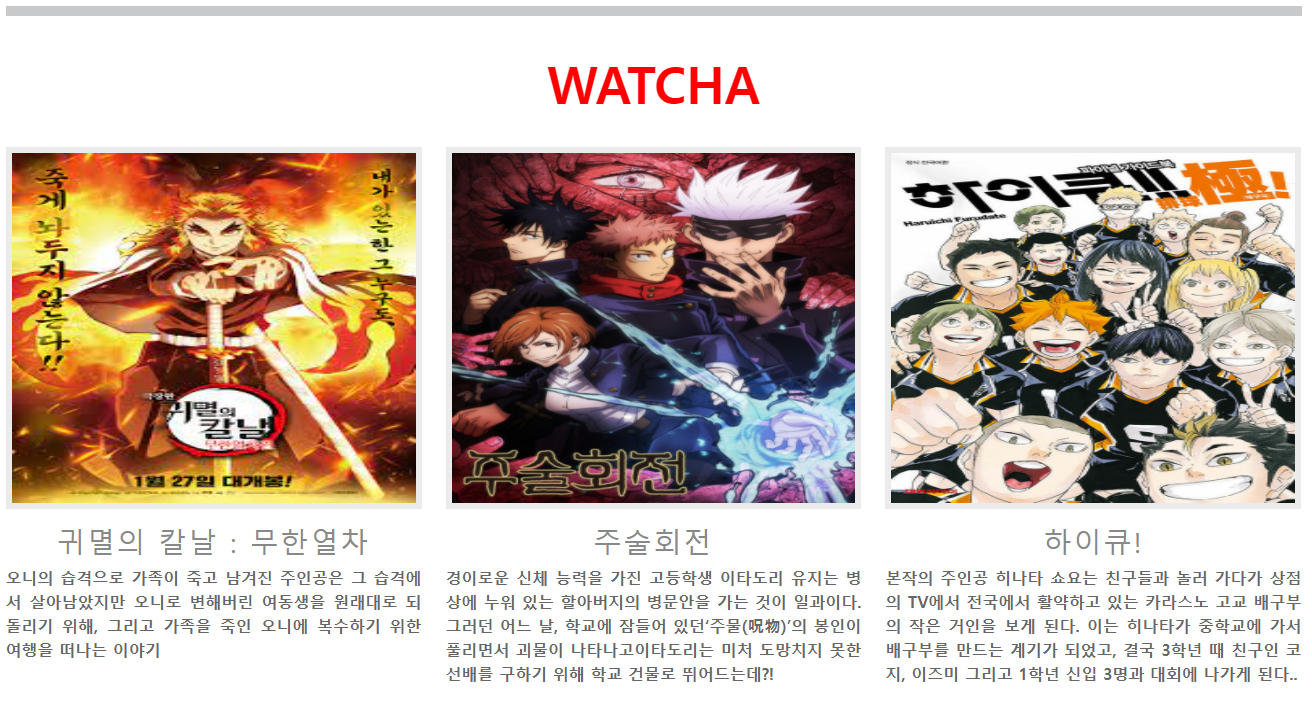 WATCHA
죽게 놔두지 않는다!!
내가 있는 한 그 누구도
극장판
귀멸의
칼날
무한열차
1월 27일 대개봉!
주술회전
파이널 가이드북
하이큐!!
極!
Haruichi Furudate
귀멸의 칼날 : 무한열차
주술회전
하이큐!
오니의 습격으로 가족이 죽고 남겨진 주인공은 그 습격에
서 살아남았지만 오니로 변해버린 여동생을 원래대로 되
돌리기 위해, 그리고 가족을 죽인 오니에 복수하기 위한
여행을 떠나는 이야기
경이로운 신체 능력을 가진 고등학생 이타도리 유지는 병
상에 누워 있는 할아버지의 병문안을 가는 것이 일과이다.
그러던 어느 날, 학교에 잠들어 있던‘주물(呪物)’의 봉인이
풀리면서 괴물이 나타나고이타도리는 미처 도망치지 못한
선배를 구하기 위해 학교 건물로 뛰어드는데?!
본작의 주인공 히나타 쇼요는 친구들과 놀러 가다가 상점
의 TV에서 전국에서 활약하고 있는 카라스노 고교 배구부
의 작은 거인을 보게 된다. 이는 히나타가 중학교에 가서
배구부를 만드는 계기가 되었고, 결국 3학년 때 친구인 코
지, 이즈미 그리고 1학년 신입 3명과 대회에 나가게 된다..